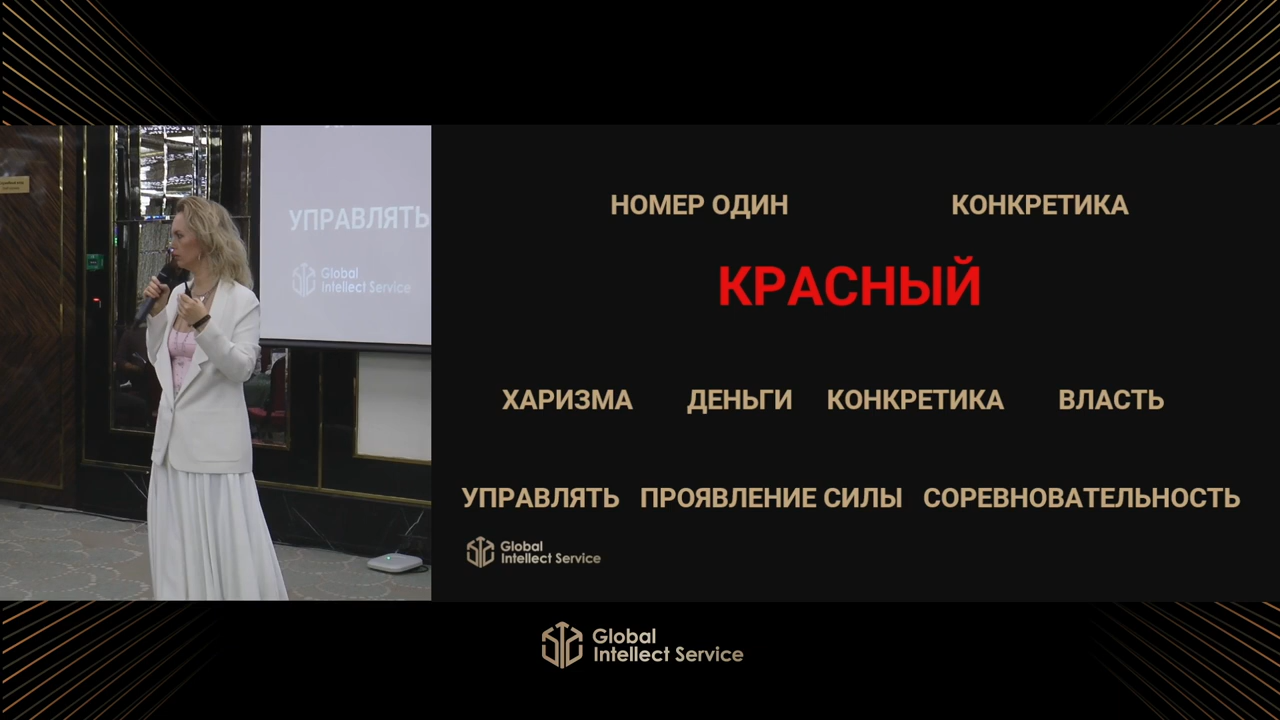 НОМЕР ОДИН КОНКРЕТИКА
КРАСНЫЙ
ХАРИЗМА ДЕНЬГИ КОНКРЕТИКА ВЛАСТЬ
УПРАВЛЯТЬ ПРОЯВЛЕНИЕ СИЛЫ СОРЕВНОВАТЕЛЬНОСТЬ
Global
Intellect Service
УПРАВЛЯТЬ
Global
Intellect Service
Global
Intellect Service